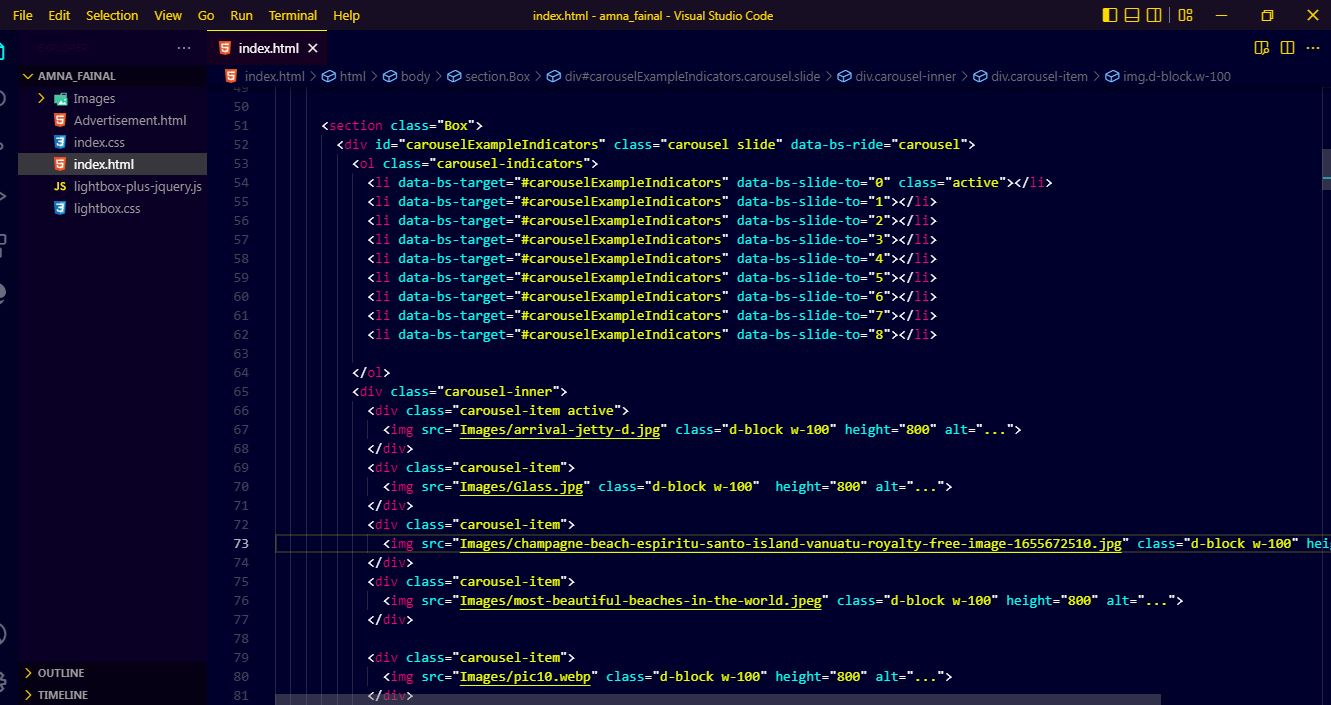 File Edit Selection View Go Run Terminal Help index.html - amna_fainal - Visual Studio Code
EXPLORER
index.html
AMNA_FAINAL
Images
Advertisement.html
index.css
index.html
JS lightbox-plus-jquery.js
lightbox.css
OUTLINE
TIMELINE
index.html > html > body > section.Box > div#carouselExampleIndicators.carousel.slide > div.carousel-inner > div.carousel-item > img.d-block.w-100
49
50
51 <section class="Box">
52 <div id="carouselExampleIndicators" class="carousel slide" data-bs-ride="carousel">
53 <ol class="carousel-indicators">
54 <li data-bs-target="#carouselExampleIndicators" data-bs-slide-to="0" class="active"></li>
55 <li data-bs-target="#carouselExampleIndicators" data-bs-slide-to="1"></li>
56 <li data-bs-target="#carouselExampleIndicators" data-bs-slide-to="2"></li>
57 <li data-bs-target="#carouselExampleIndicators" data-bs-slide-to="3"></li>
58 <li data-bs-target="#carouselExampleIndicators" data-bs-slide-to="4"></li>
59 <li data-bs-target="#carouselExampleIndicators" data-bs-slide-to="5"></li>
60 <li data-bs-target="#carouselExampleIndicators" data-bs-slide-to="6"></li>
61 <li data-bs-target="#carouselExampleIndicators" data-bs-slide-to="7"></li>
62 <li data-bs-target="#carouselExampleIndicators" data-bs-slide-to="8"></li>
63
64 </ol>
65 <div class="carousel-inner">
66 <div class="carousel-item active">
67 <img src="Images/arrival-jetty-d.jpg" class="d-block w-100" height="800" alt="...">
68 </div>
69 <div class="carousel-item">
70 <img src="Images/Glass.jpg" class="d-block w-100"  height="800" alt="...">
71 </div>
72 <div class="carousel-item">
73 <img src="Images/champagne-beach-espiritu-santo-island-vanuatu-royalty-free-image-1655672510.jpg" class="d-block w-100" hei
74 </div>
75 <div class="carousel-item">
76 <img src="Images/most-beautiful-beaches-in-the-world.jpeg" class="d-block w-100" height="800" alt="...">
77 </div>
78
79 <div class="carousel-item">
80 <img src="Images/pic10.webp" class="d-block w-100" height="800" alt="...">
81 </div>